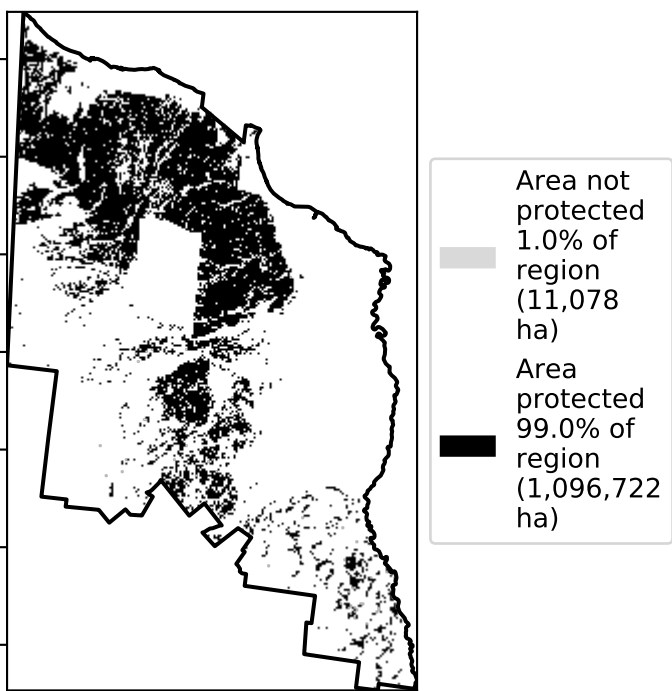 Area not
protected
1.0% of
region
(11,078
ha)
Area
protected
99.0% of
region
(1,096,722
ha)